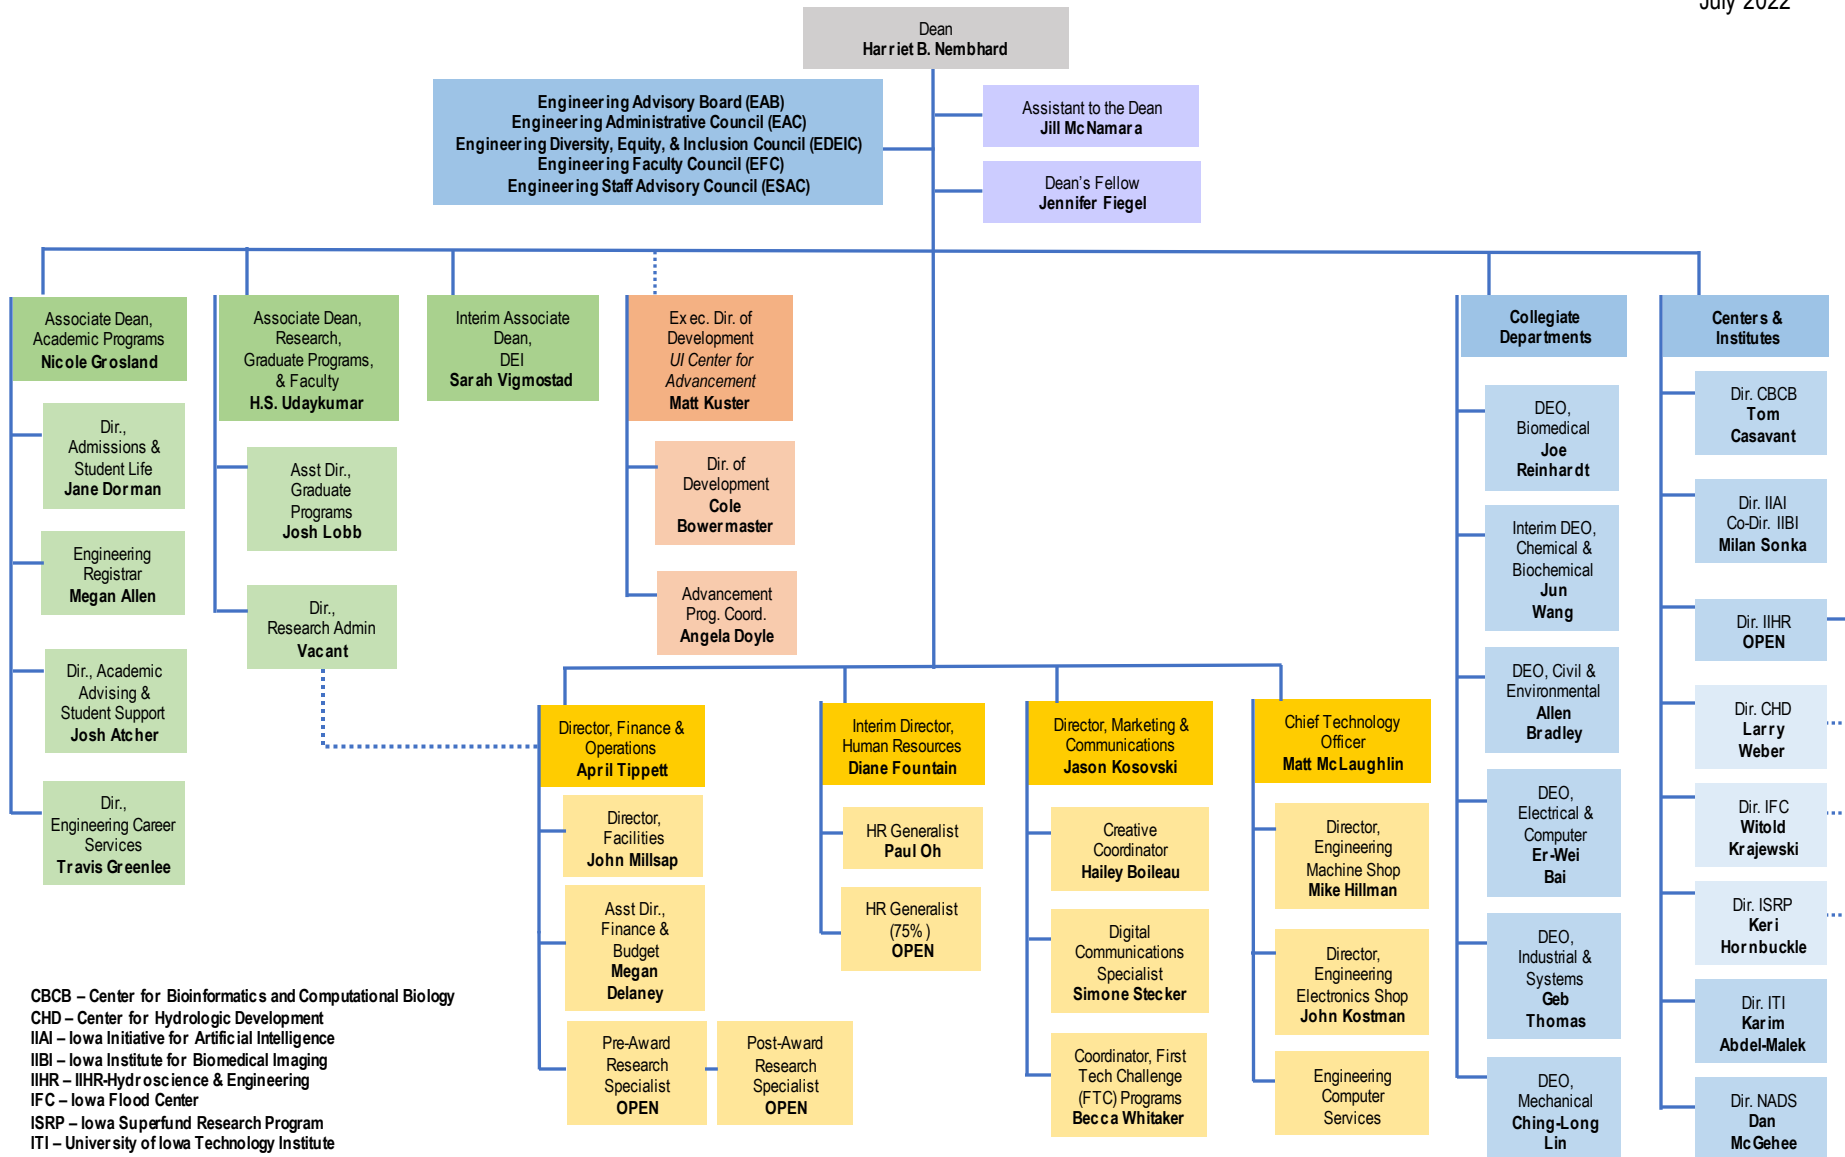 July 2022
Dean
Harriet B. Nembhard
Engineering Advisory Board (EAB)
Engineering Administrative Council (EAC)
Engineering Diversity, Equity, & Inclusion Council (EDEIC)
Engineering Faculty Council (EFC)
Engineering Staff Advisory Council (ESAC)
Assistant to the Dean
Jill McNamara
Dean's Fellow
Jennifer Fiegel
Associate Dean,
Academic Programs
Nicole Grosland
Dir.,
Admissions &
Student Life
Jane Dorman
Engineering
Registrar
Megan Allen
Dir., Academic
Advising &
Student Support
Josh Atcher
Dir.,
Engineering Career
Services
Travis Greenlee
Associate Dean,
Research,
Graduate Programs,
& Faculty
H.S. Udaykumar
Asst Dir.,
Graduate
Programs
Josh Lobb
Dir.,
Research Admin
Vacant
Interim Associate
Dean,
DEI
Sarah Vigmostad
Exec. Dir. of
Development
UI Center for
Advancement
Matt Kuster
Dir. of
Development
Cole
Bowermaster
Advancement
Prog. Coord.
Angela Doyle
Director, Finance &
Operations
April Tippett
Director,
Facilities
John Millsap
Asst Dir.,
Finance &
Budget
Megan
Delaney
Pre-Award
Research
Specialist
OPEN
Post-Award
Research
Specialist
OPEN
Interim Director,
Human Resources
Diane Fountain
HR Generalist
Paul Oh
HR Generalist
(75%)
OPEN
Director, Marketing &
Communications
Jason Kosovski
Creative
Coordinator
Hailey Boileau
Digital
Communications
Specialist
Simone Stecker
Coordinator, First
Tech Challenge
(FTC) Programs
Becca Whitaker
Chief Technology
Officer
Matt McLaughlin
Director,
Engineering
Machine Shop
Mike Hillman
Director,
Engineering
Electronics Shop
John Kostman
Engineering
Computer
Services
Collegiate
Departments
DEO,
Biomedical
Joe
Reinhardt
Interim DEO,
Chemical &
Biochemical
Jun
Wang
DEO, Civil &
Environmental
Allen
Bradley
DEO,
Electrical &
Computer
Er-Wei
Bai
DEO,
Industrial &
Systems
Geb
Thomas
DEO,
Mechanical
Ching-Long
Lin
Centers &
Institutes
Dir. CBCB
Tom
Casavant
Dir. IIAI
Co-Dir. IIBI
Milan Sonka
Dir. IIHR
OPEN
Dir. CHD
Larry
Weber
Dir. IFC
Witold
Krajewski
Dir. ISRP
Keri
Hornbuckle
Dir. ITI
Karim
Abdel-Malek
Dir. NADS
Dan
McGehee
CBCB – Center for Bioinformatics and Computational Biology
CHD – Center for Hydrologic Development
IIAI – Iowa Initiative for Artificial Intelligence
IIBI – Iowa Institute for Biomedical Imaging
IIHR – IIHR-Hydroscience & Engineering
IFC – Iowa Flood Center
ISRP – Iowa Superfund Research Program
ITI – University of Iowa Technology Institute